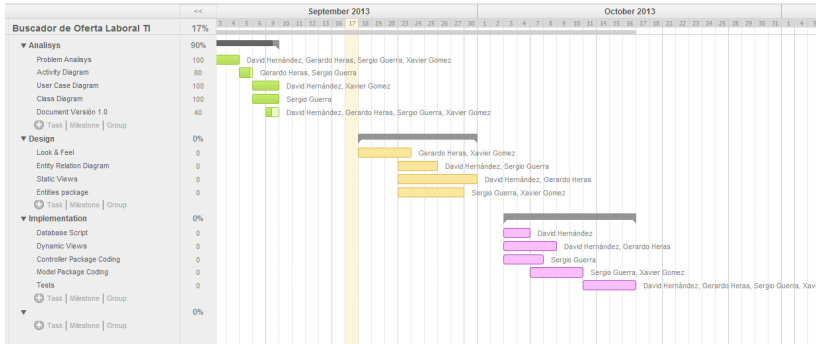 << September 2013 October 2013
3 4 5 6 9 10 11 12 13 16 17 18 19 20 23 24 25 26 27 30 1 2 3 4 7 8 9 10 11 14 15 16 17 18 21 22 23 24 25 28 29 30 31 1 4 5
Buscador de Oferta Laboral TI 17%
▼ Analisys 90%
Problem Analisys 100 David Hernández, Gerardo Heras, Sergio Guerra, Xavier Gomez
Activity Diagram 80 Gerardo Heras, Sergio Guerra
User Case Diagram 100 David Hernández, Xavier Gomez
Class Diagram 100 Sergio Guerra
Document Versión 1.0 40 David Hernández, Gerardo Heras, Sergio Guerra, Xavier Gomez
Task | Milestone | Group
▼ Design 0%
Look & Feel 0 Gerardo Heras, Xavier Gomez
Entity Relation Diagram 0 David Hernández, Sergio Guerra
Static Views 0 David Hernández, Gerardo Heras
Entities package 0 Sergio Guerra, Xavier Gomez
Task | Milestone | Group
▼ Implementation 0%
Database Script 0 David Hernández
Dynamic Views 0 David Hernández, Gerardo Heras
Controller Package Coding 0 Sergio Guerra
Model Package Coding 0 Sergio Guerra, Xavier Gomez
Tests 0 David Hernández, Gerardo Heras, Sergio Guerra, Xav
Task | Milestone | Group
▼ 0%
Task | Milestone | Group